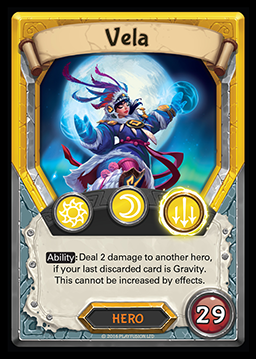 Vela
Ability: Deal 2 damage to another hero,
if your last discarded card is Gravity.
This cannot be increased by effects.
HERO
29
© 2018 PLAYFUSION LTD